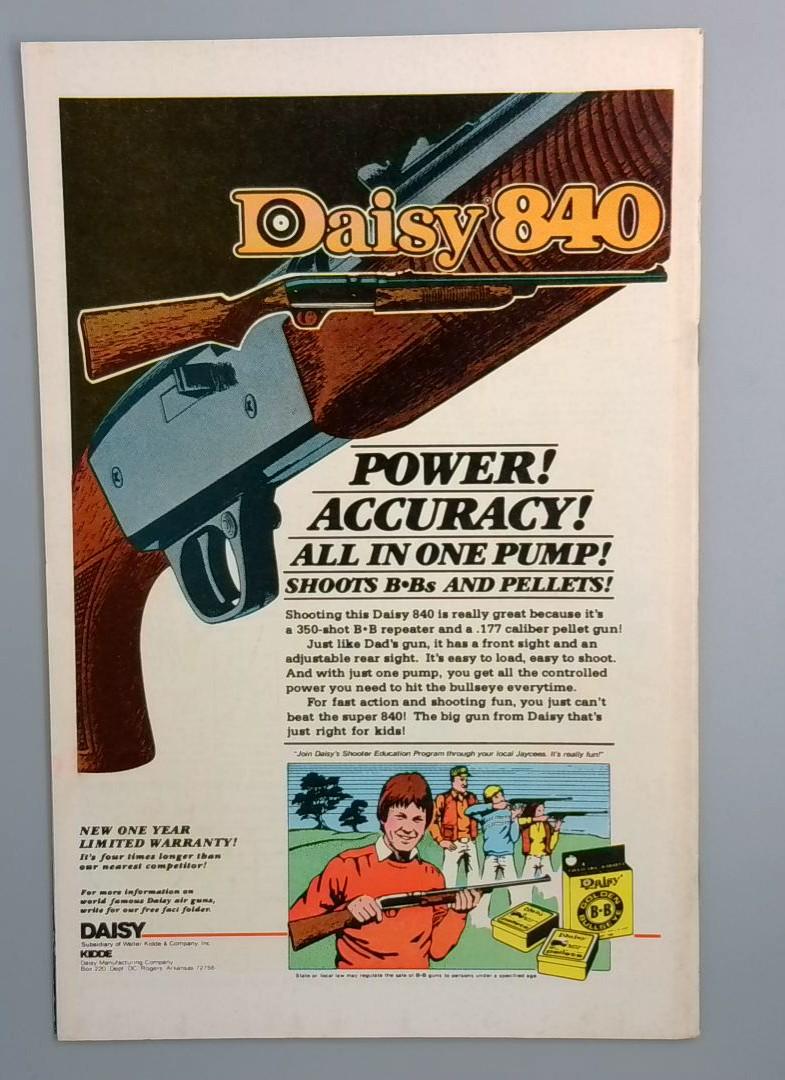 Daisy® 840
POWER!
ACCURACY!
ALL IN ONE PUMP!
SHOOTS B•Bs AND PELLETS!
Shooting this Daisy 840 is really great because it's
a 350-shot B•B repeater and a .177 caliber pellet gun!
Just like Dad's gun, it has a front sight and an
adjustable rear sight. It's easy to load, easy to shoot.
And with just one pump, you get all the controlled
power you need to hit the bullseye everytime.
For fast action and shooting fun, you just can't
beat the super 840! The big gun from Daisy that's
just right for kids!
"Join Daisy's Shooter Education Program through your local Jaycees. It's really fun!"
NEW ONE YEAR
LIMITED WARRANTY!
It's four times longer than
our nearest competitor!
For more information on
world famous Daisy air guns,
write for our free fact folder.
DAISY
Subsidiary of Walter Kidde & Company, Inc.
KIDDE
Daisy Manufacturing Company
Box 220 Dept. DC Rogers, Arkansas 72756
Daisy
GOLDEN
B•B
BULLSEYE
Daisy
pellets
State or local law may regulate the sale of B•B guns to persons under a specified age